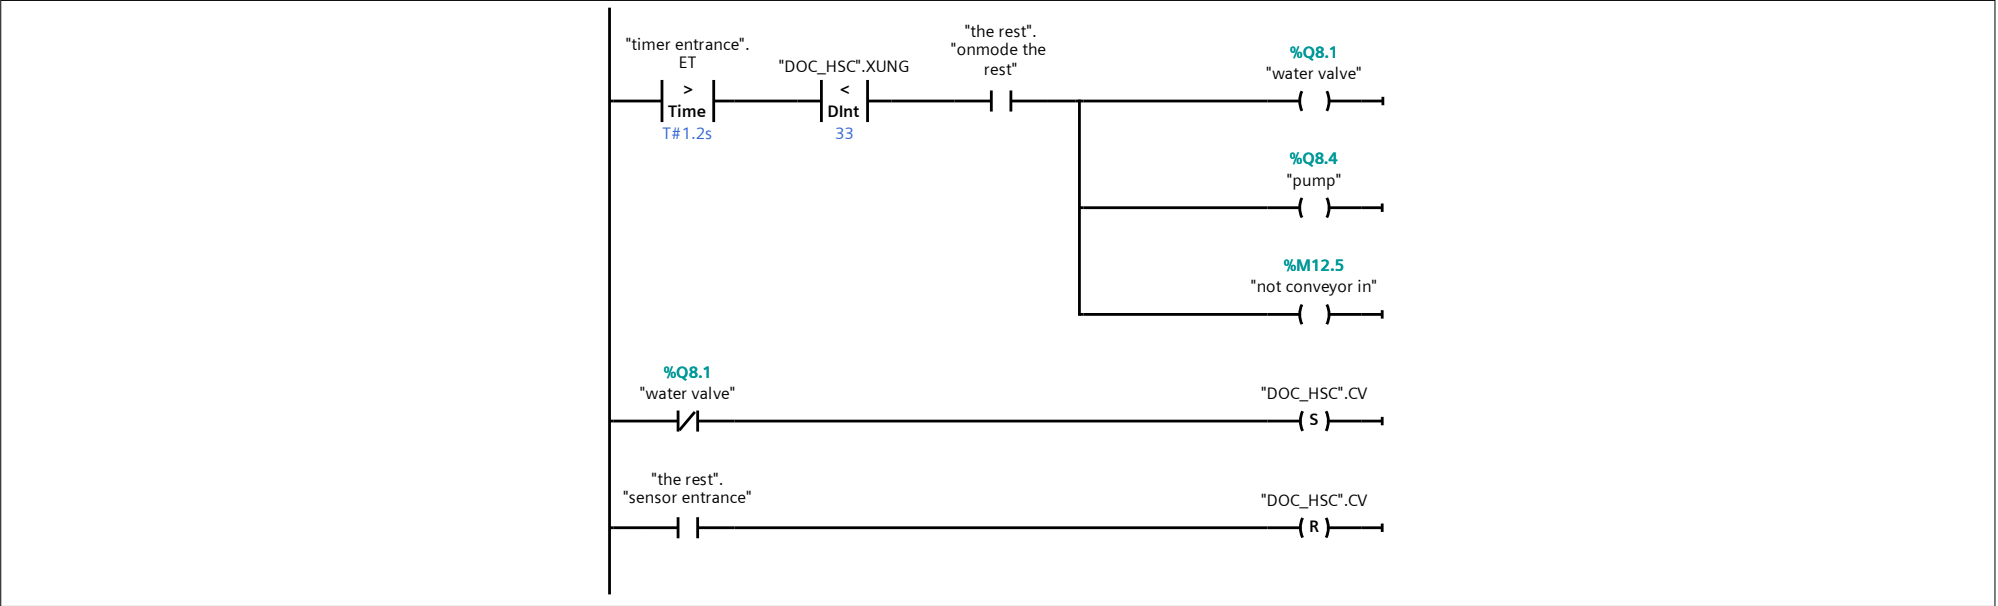 "timer entrance".
ET
>
Time
T#1.2s
"DOC_HSC".XUNG
<
DInt
33
"the rest".
"onmode the
rest"
%Q8.1
"water valve"
%Q8.4
"pump"
%M12.5
"not conveyor in"
%Q8.1
"water valve"
"DOC_HSC".CV
S
"the rest".
"sensor entrance"
"DOC_HSC".CV
R